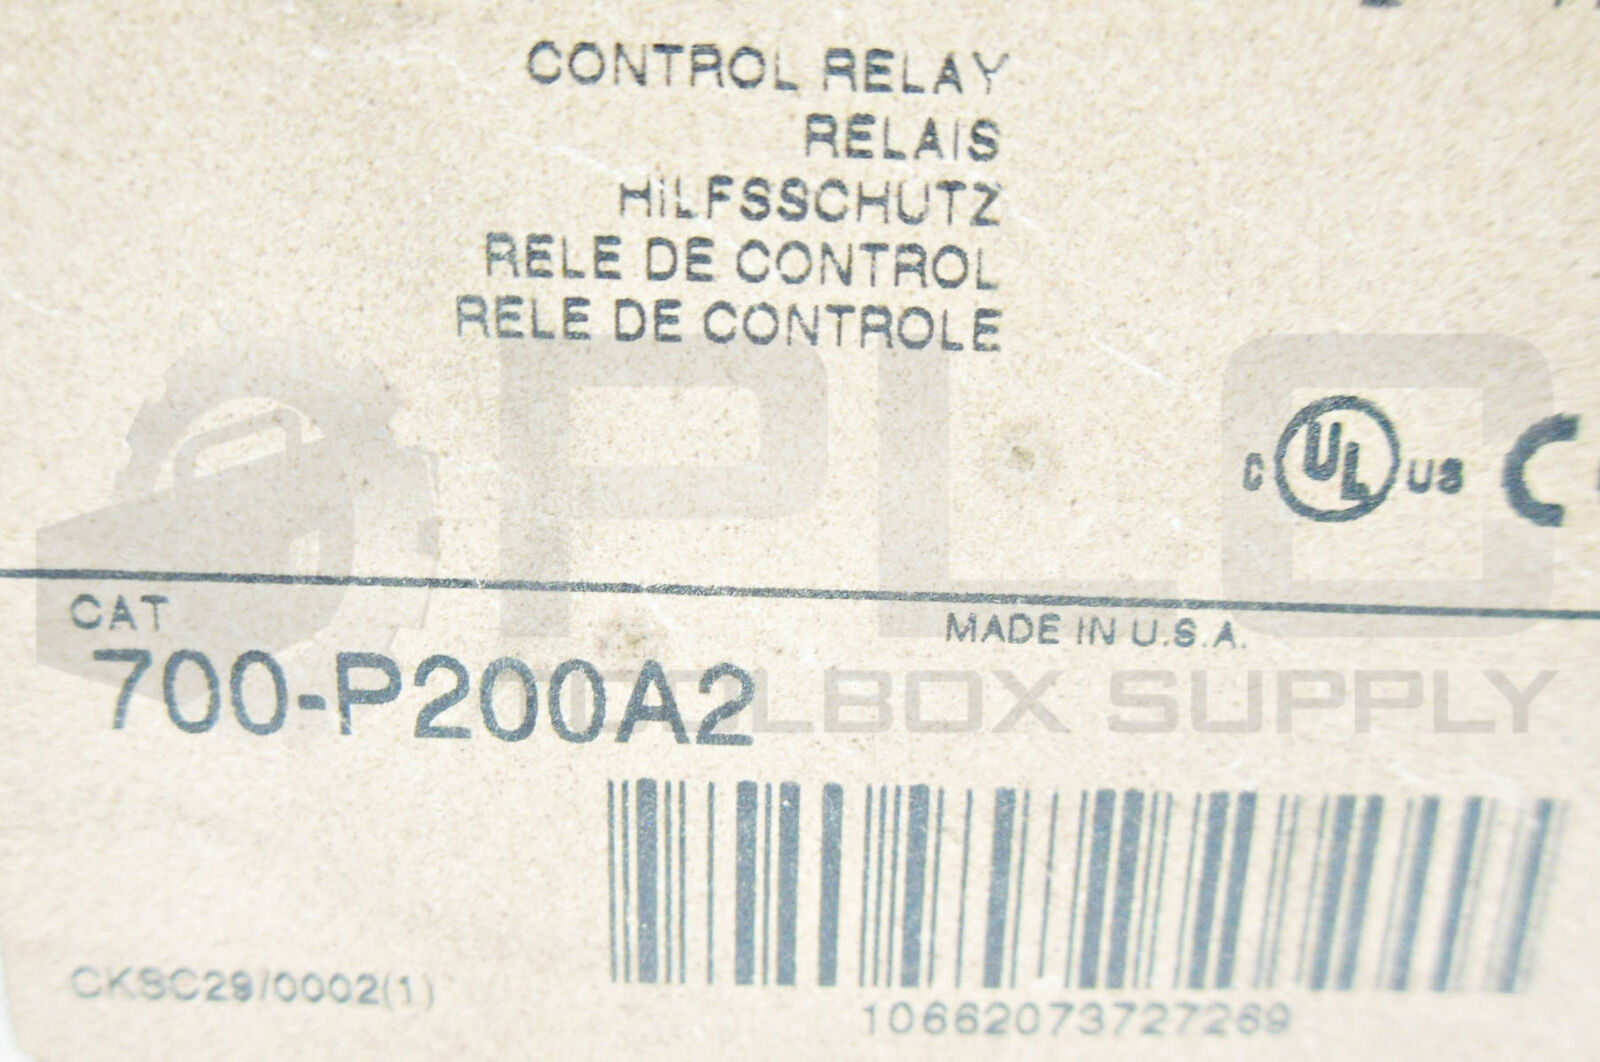 CONTROL RELAY
RELAIS
HILFSSCHUTZ
RELE DE CONTROL
RELE DE CONTROLE
PLC
C UL US CE
CAT
MADE IN U.S.A.
700-P200A2
TOOLBOX SUPPLY
CKSC29/0002(1)
10662073727269